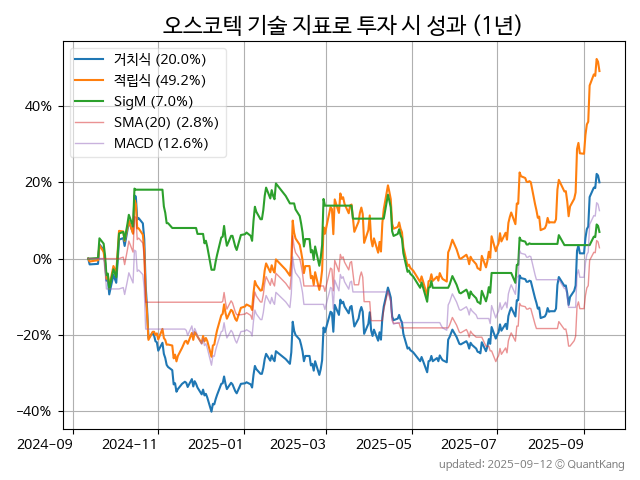 오스코텍 기술 지표로 투자 시 성과 (1년)
거치식 (20.0%)
적립식 (49.2%)
SigM (7.0%)
SMA(20) (2.8%)
MACD (12.6%)
40%
20%
0%
−20%
−40%
2024-09
2024-11
2025-01
2025-03
2025-05
2025-07
2025-09
updated: 2025-09-12 ⓒ QuantKang